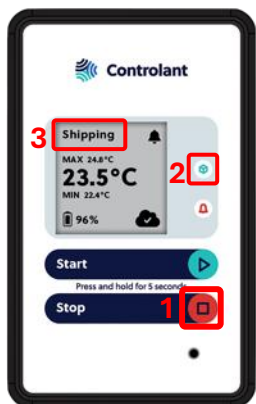 Controlant
3 Shipping
MAX 24.8°C
23.5°C
2
MIN 22.4°C
96%
Start
Press and hold for 5 seconds
Stop
1